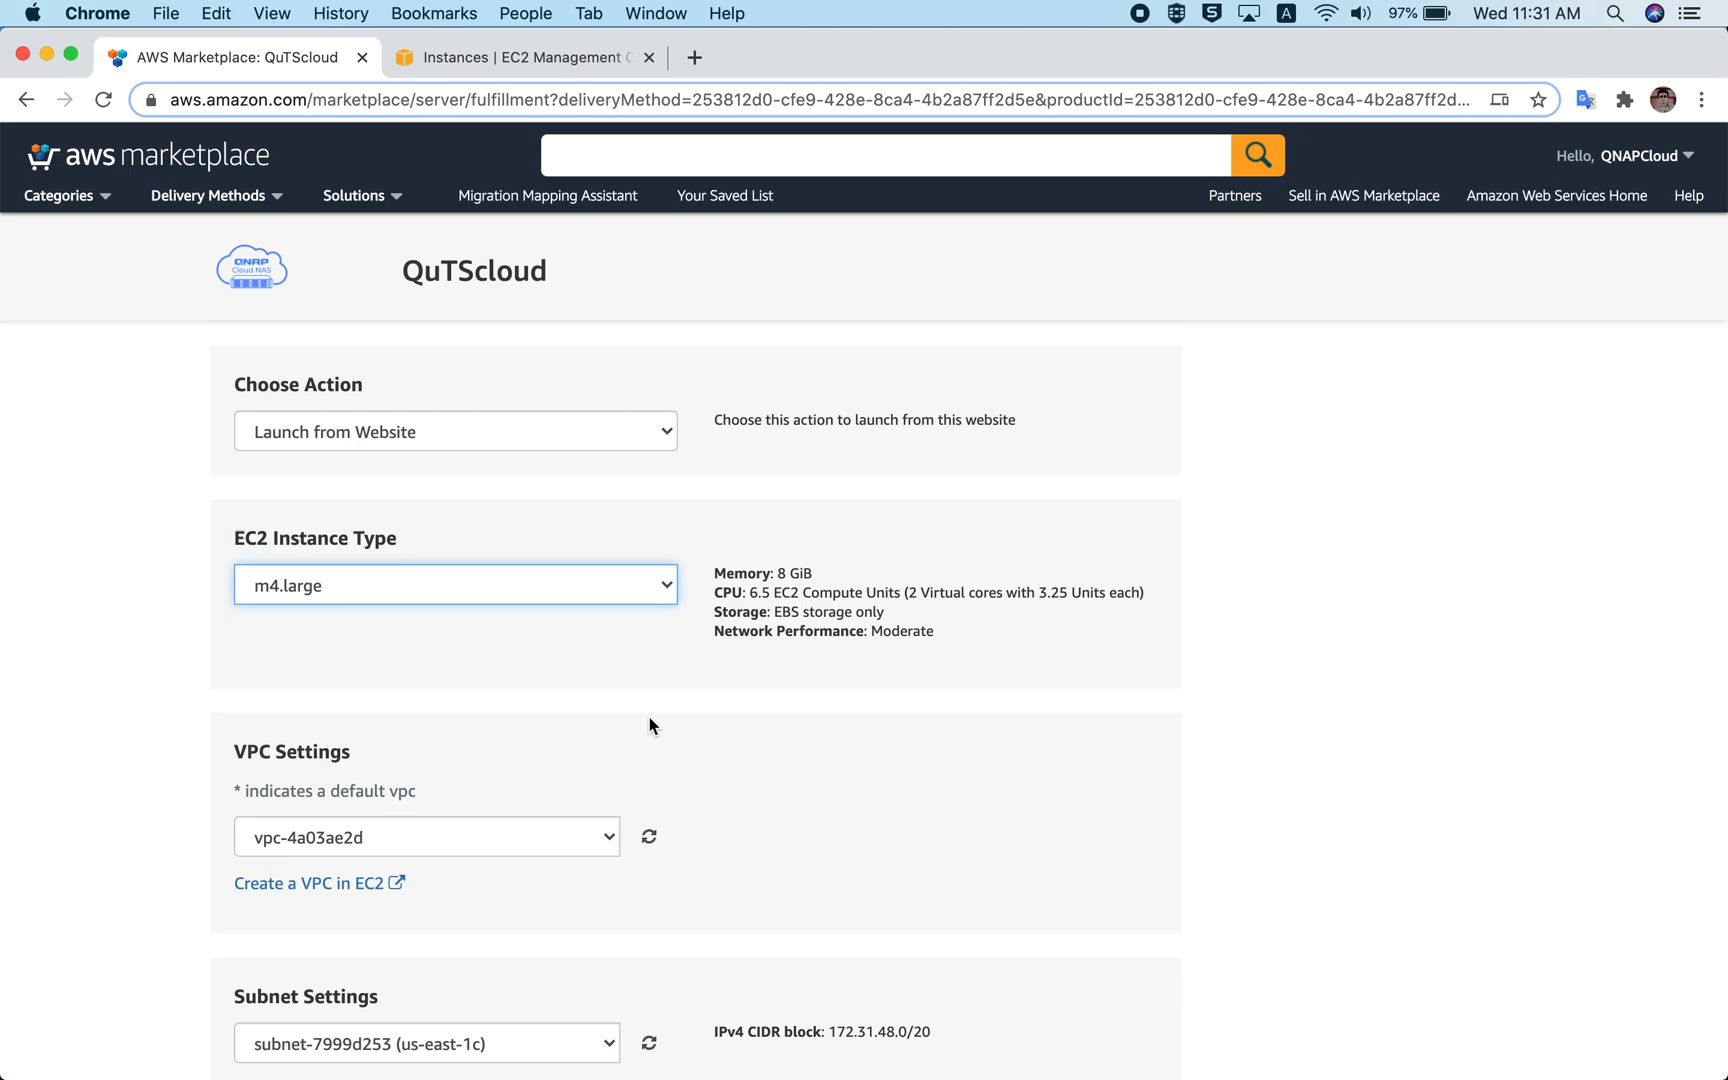 Chrome File Edit View History Bookmarks People Tab Window Help 97% Wed 11:31 AM
AWS Marketplace: QuTScloud Instances | EC2 Management C
aws.amazon.com/marketplace/server/fulfillment?deliveryMethod=253812d0-cfe9-428e-8ca4-4b2a87ff2d5e&productId=253812d0-cfe9-428e-8ca4-4b2a87ff2d...
aws marketplace Hello, QNAPCloud
Categories Delivery Methods Solutions Migration Mapping Assistant Your Saved List Partners Sell in AWS Marketplace Amazon Web Services Home Help
QNAP
Cloud NAS
QuTScloud
Choose Action
Launch from Website Choose this action to launch from this website
EC2 Instance Type
m4.large
Memory: 8 GiB
CPU: 6.5 EC2 Compute Units (2 Virtual cores with 3.25 Units each)
Storage: EBS storage only
Network Performance: Moderate
VPC Settings
* indicates a default vpc
vpc-4a03ae2d
Create a VPC in EC2
Subnet Settings
subnet-7999d253 (us-east-1c) IPv4 CIDR block: 172.31.48.0/20